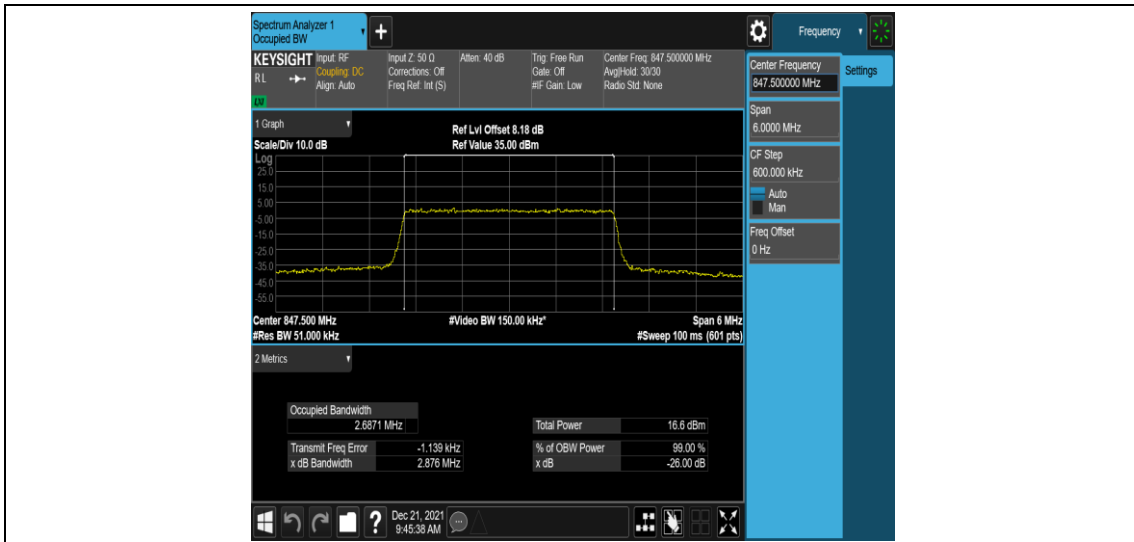 Spectrum Analyzer 1
Occupied BW
+
Frequency
KEYSIGHT
RL
LM
Input: RF
Coupling: DC
Align: Auto
Input Z: 50 Ω
Corrections: Off
Freq Ref: Int (S)
Atten: 40 dB
Trig: Free Run
Gate: Off
#IF Gain: Low
Center Freq: 847.500000 MHz
Avg|Hold: 30/30
Radio Std: None
Center Frequency
847.500000 MHz
Settings
Span
6.0000 MHz
CF Step
600.000 kHz
Auto
Man
Freq Offset
0 Hz
1 Graph
Scale/Div 10.0 dB
Ref Lvl Offset 8.18 dB
Ref Value 35.00 dBm
Log
25.0
15.0
5.00
-5.00
-15.0
-25.0
-35.0
-45.0
-55.0
Center 847.500 MHz
#Video BW 150.00 kHz*
Span 6 MHz
#Res BW 51.000 kHz
#Sweep 100 ms (601 pts)
2 Metrics
Occupied Bandwidth
2.6871 MHz
Total Power 16.6 dBm
Transmit Freq Error -1.139 kHz
% of OBW Power 99.00 %
x dB Bandwidth 2.876 MHz
x dB -26.00 dB
?
Dec 21, 2021
9:45:38 AM